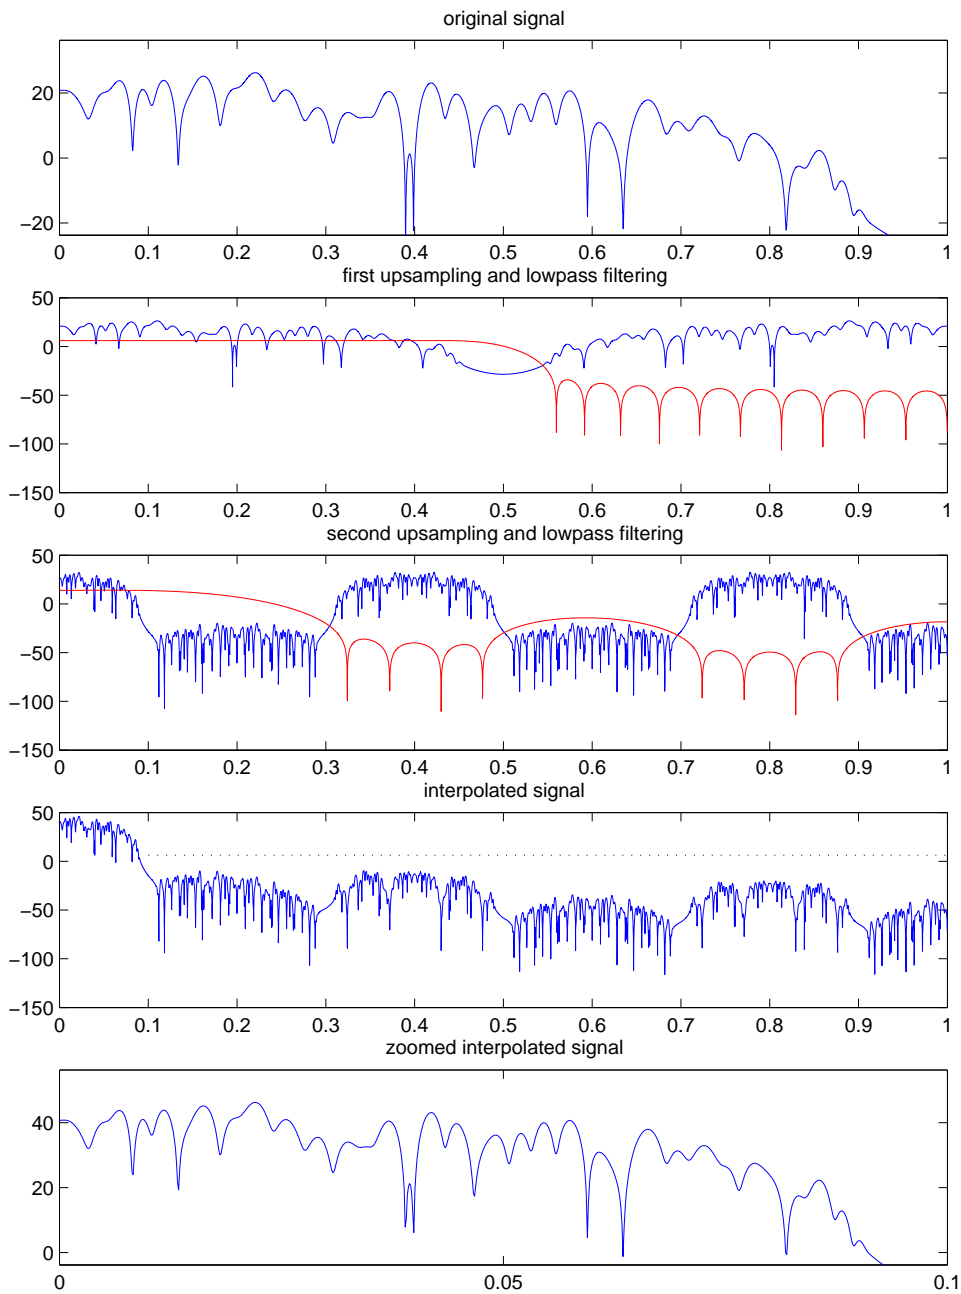 original signal
20
0
−20
0 0.1 0.2 0.3 0.4 0.5 0.6 0.7 0.8 0.9 1
first upsampling and lowpass filtering
50
0
−50
−100
−150
0 0.1 0.2 0.3 0.4 0.5 0.6 0.7 0.8 0.9 1
second upsampling and lowpass filtering
50
0
−50
−100
−150
0 0.1 0.2 0.3 0.4 0.5 0.6 0.7 0.8 0.9 1
interpolated signal
50
0
−50
−100
−150
0 0.1 0.2 0.3 0.4 0.5 0.6 0.7 0.8 0.9 1
zoomed interpolated signal
40
20
0
0 0.05 0.1